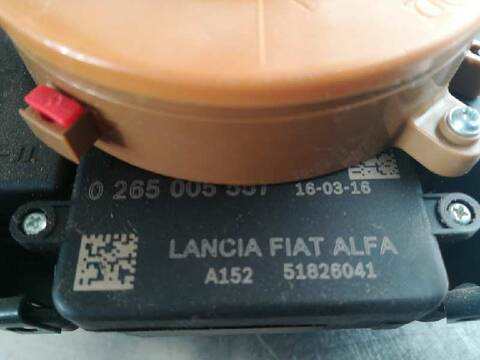 0 265 005 557 16-03-16
LANCIA FIAT ALFA
A152 51826041